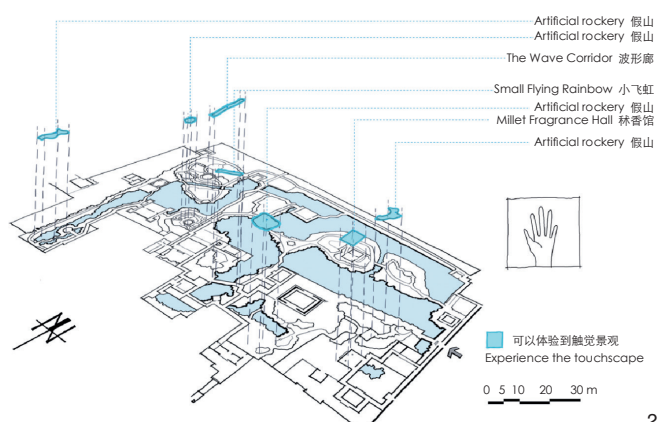 Artificial rockery 假山
Artificial rockery 假山
The Wave Corridor 波形廊
Small Flying Rainbow 小飞虹
Artificial rockery 假山
Millet Fragrance Hall 秫香馆
Artificial rockery 假山
N
可以体验到触觉景观
Experience the touchscape
0 5 10 20 30 m
2